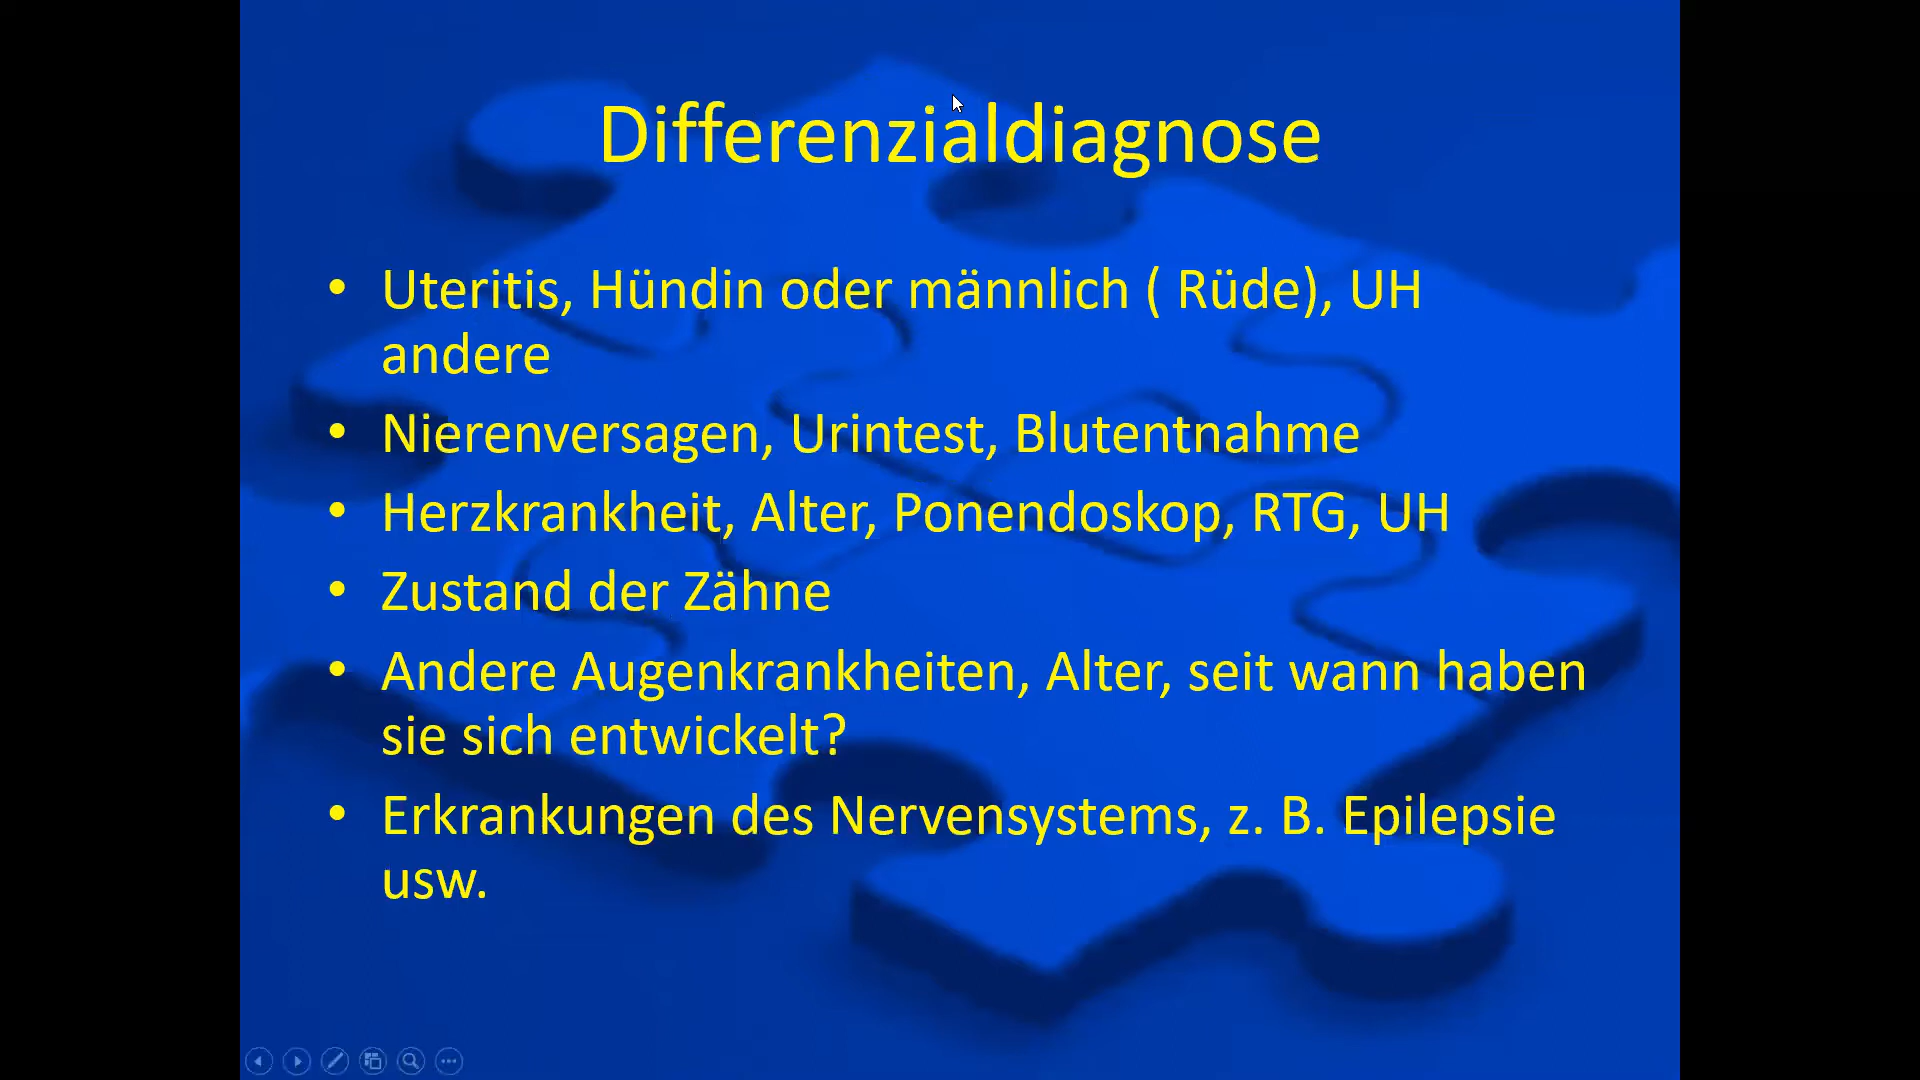 Differenzialdiagnose
• Uteritis, Hündin oder männlich ( Rüde), UH
andere
• Nierenversagen, Urintest, Blutentnahme
• Herzkrankheit, Alter, Ponendoskop, RTG, UH
• Zustand der Zähne
• Andere Augenkrankheiten, Alter, seit wann haben
sie sich entwickelt?
• Erkrankungen des Nervensystems, z. B. Epilepsie
usw.